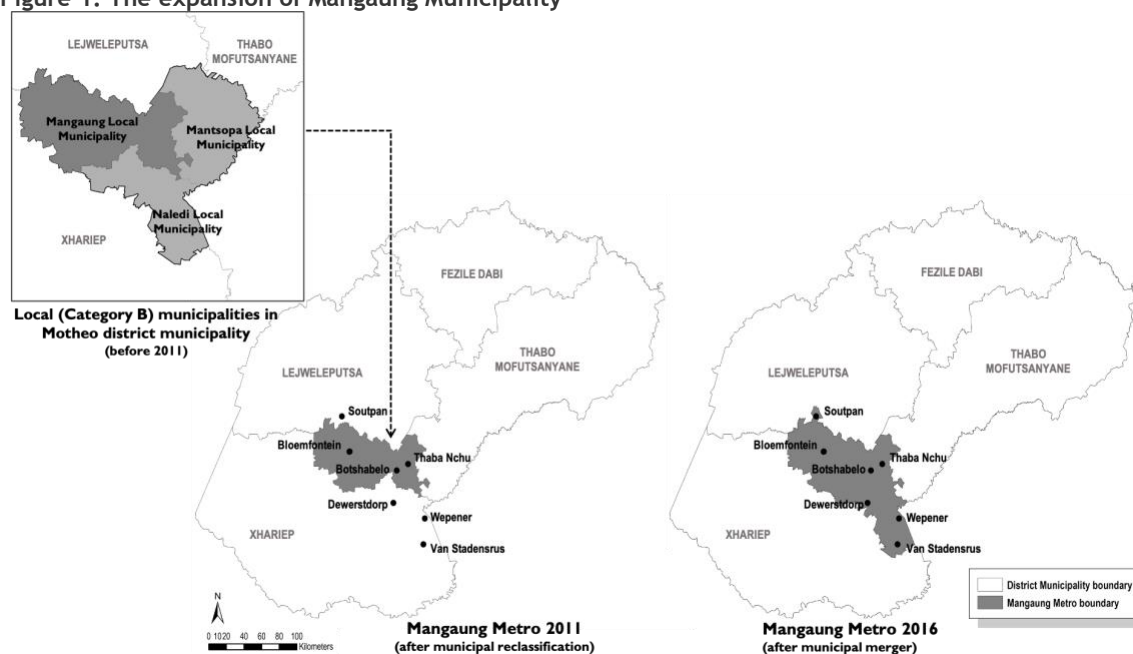 Figure 1: The expansion of Mangaung Municipality
LEJWELEPUTSA
THABO
MOFUTSANYANE
Mangaung Local
Municipality
Mantsopa Local
Municipality
Naledi Local
Municipality
XHARIEP
Local (Category B) municipalities in
Motheo district municipality
(before 2011)
FEZILE DABI
THABO
MOFUTSANYANE
LEJWELEPUTSA
Soutpan
Bloemfontein
Thaba Nchu
Botshabelo
Dewerstdorp
Wepener
XHARIEP
Van Stadensrus
N
0 10 20 40 60 80 100
Kilometers
Mangaung Metro 2011
(after municipal reclassification)
FEZILE DABI
THABO
MOFUTSANYANE
LEJWELEPUTSA
Soutpan
Bloemfontein
Thaba Nchu
Botshabelo
Dewerstdorp
Wepener
XHARIEP
Van Stadensrus
Mangaung Metro 2016
(after municipal merger)
District Municipality boundary
Mangaung Metro boundary